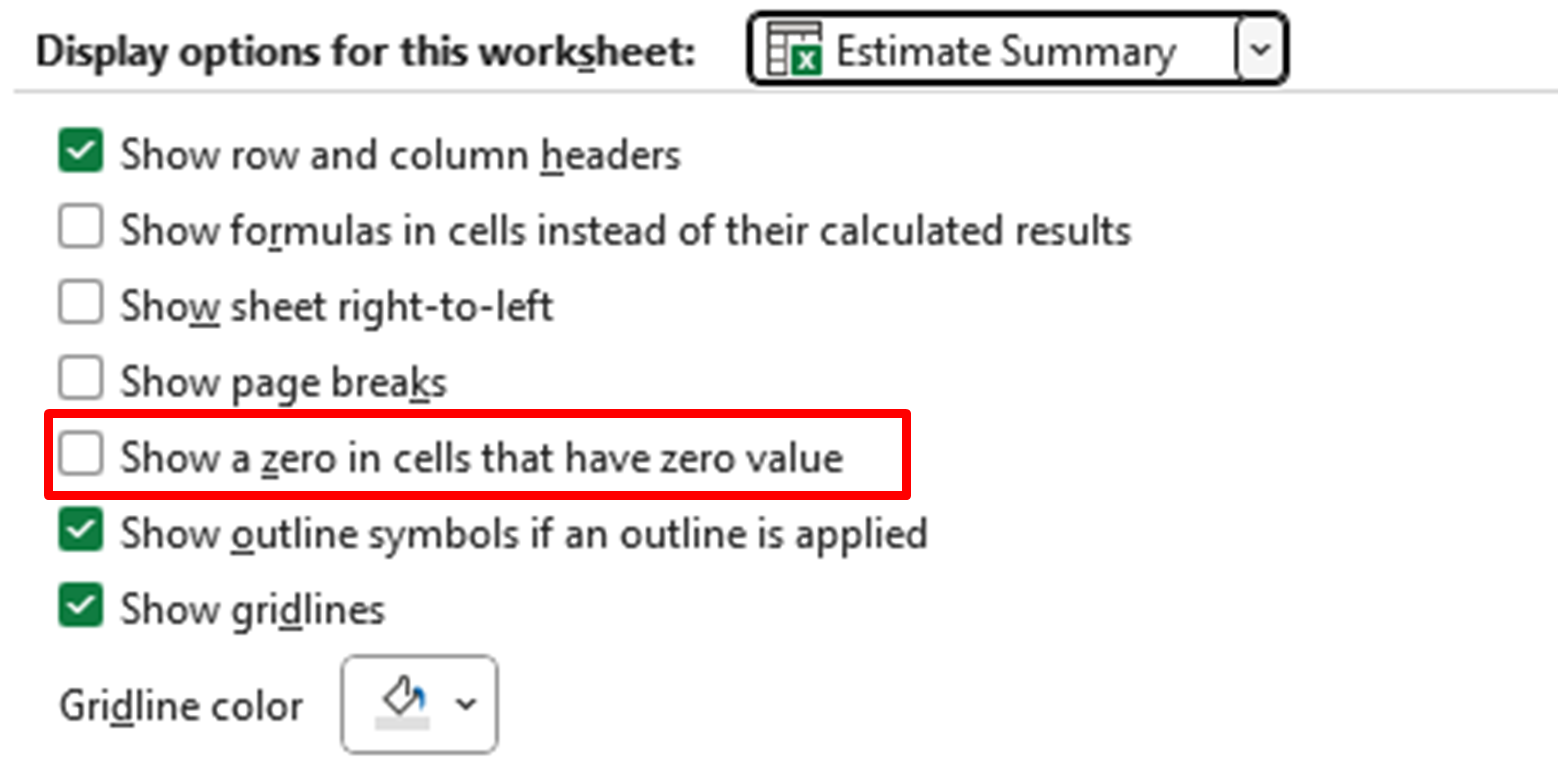 Display options for this worksheet: Estimate Summary
Show row and column headers
Show formulas in cells instead of their calculated results
Show sheet right-to-left
Show page breaks
Show a zero in cells that have zero value
Show outline symbols if an outline is applied
Show gridlines
Gridline color